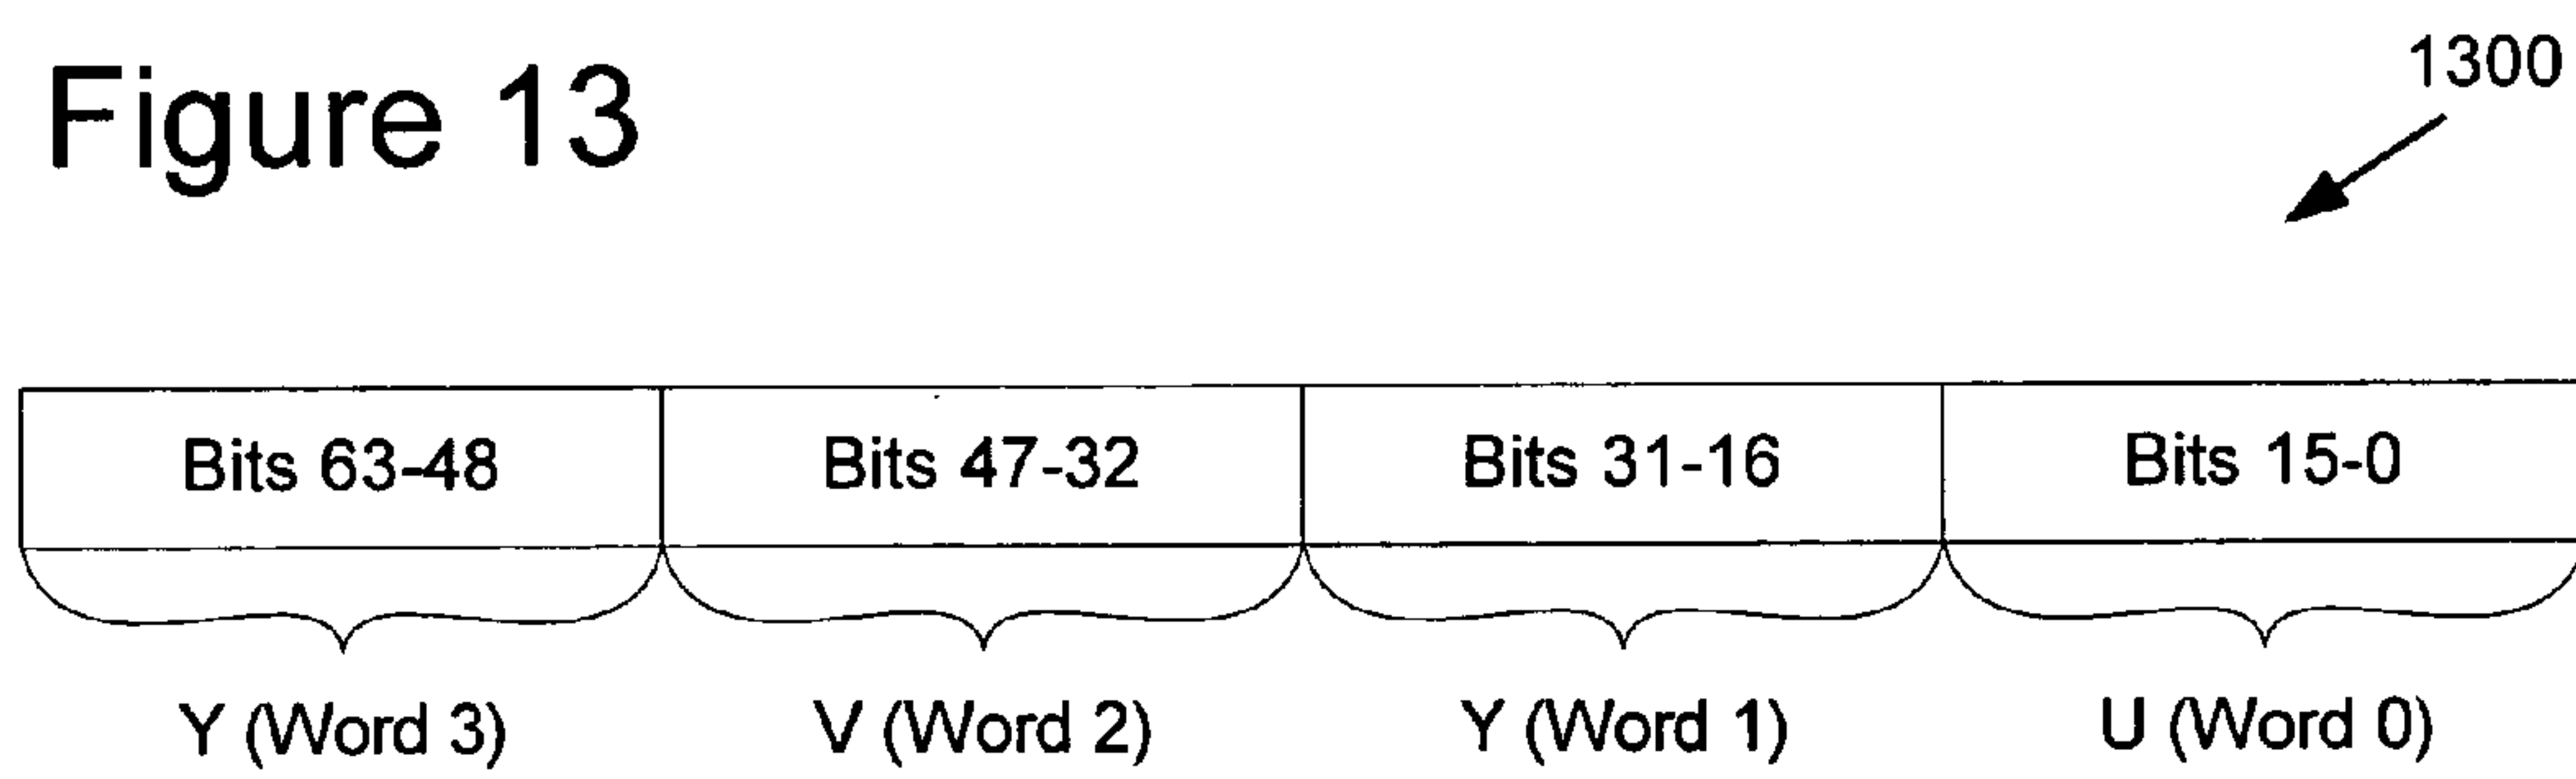 Figure 13
1300
Bits 63-48 Bits 47-32 Bits 31-16 Bits 15-0
Y (Word 3) V (Word 2) Y (Word 1) U (Word 0)